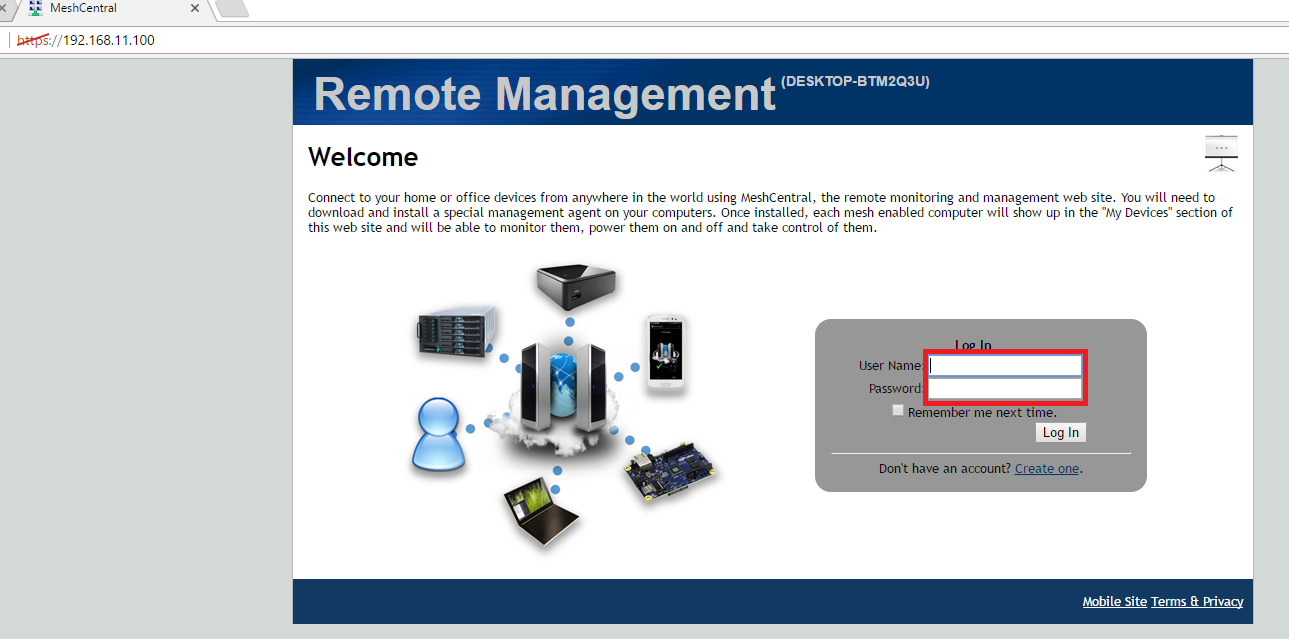 MeshCentral
https://192.168.11.100
Remote Management (DESKTOP-BTM2Q3U)
Welcome
Connect to your home or office devices from anywhere in the world using MeshCentral, the remote monitoring and management web site. You will need to
download and install a special management agent on your computers. Once installed, each mesh enabled computer will show up in the "My Devices" section of
this web site and will be able to monitor them, power them on and off and take control of them.
Log In
User Name:
Password:
Remember me next time.
Log In
Don't have an account? Create one.
Mobile Site Terms & Privacy